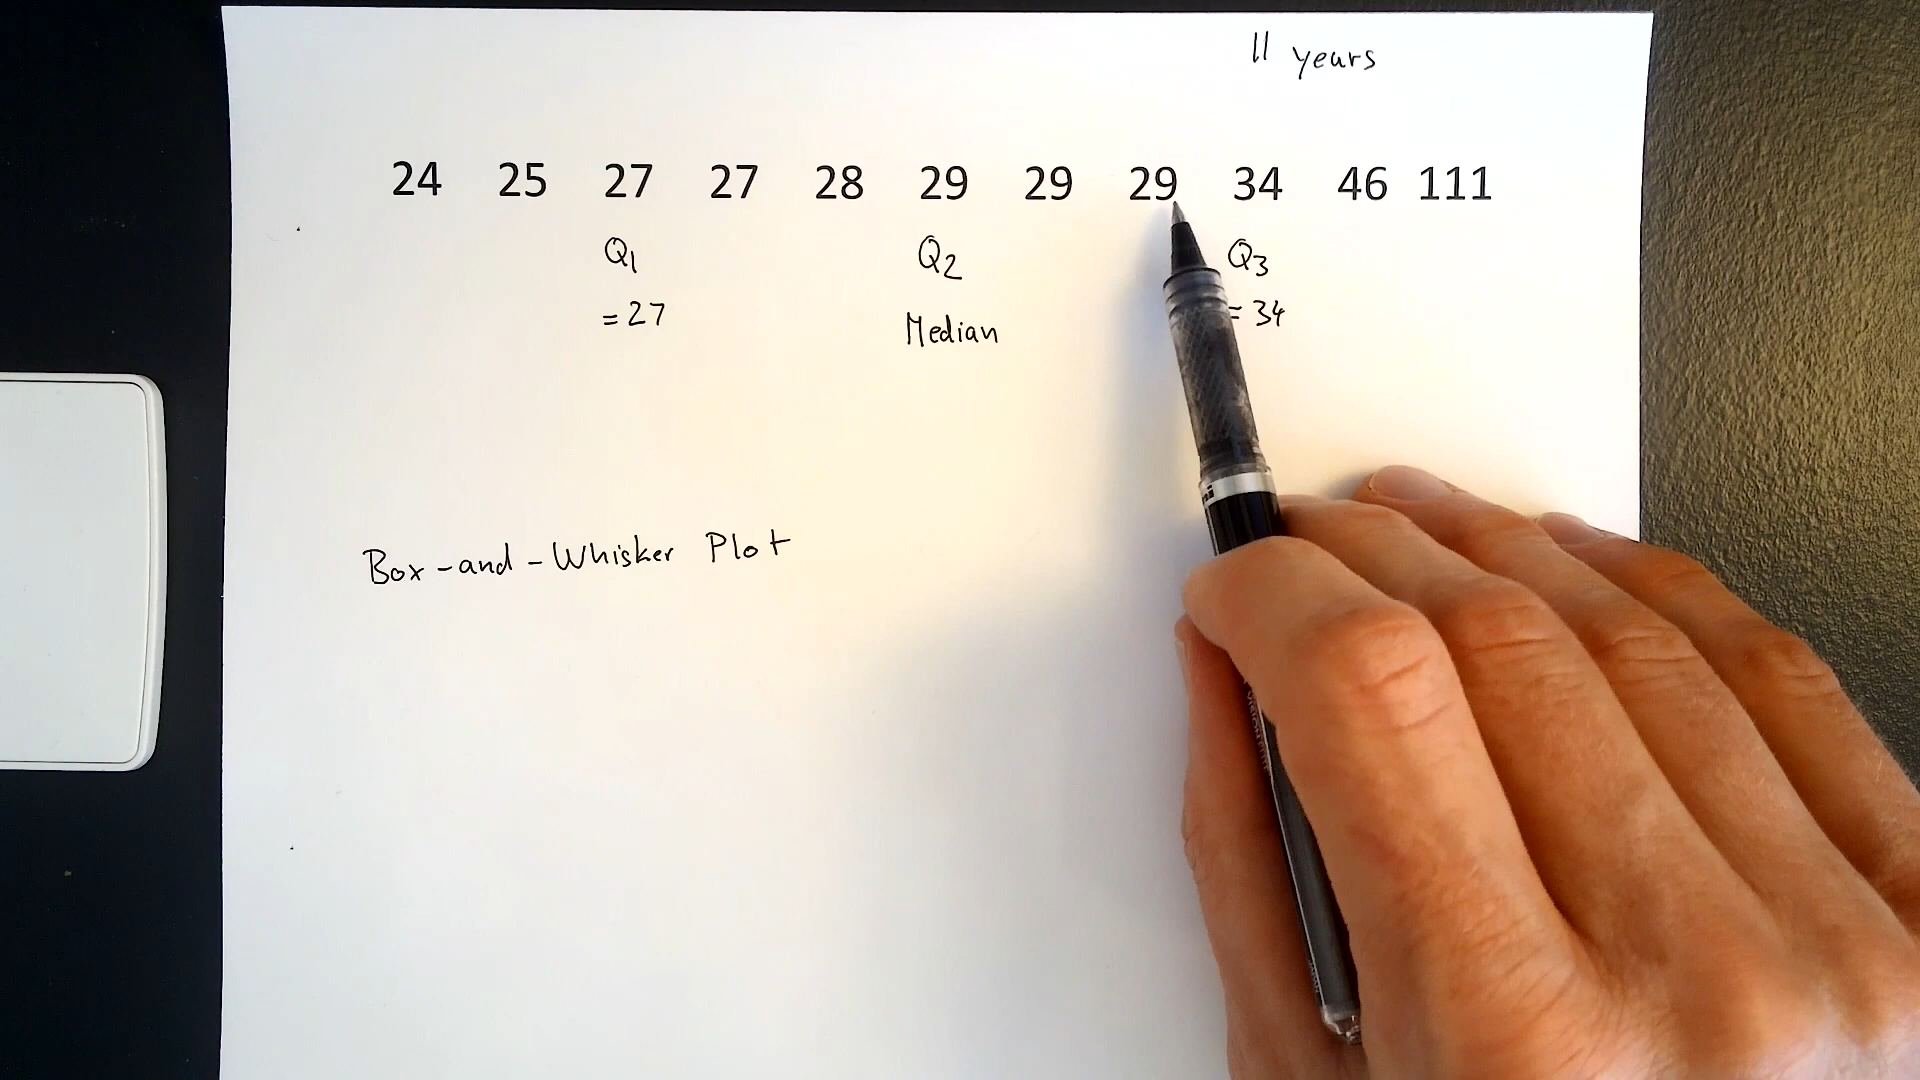 11 years
24 25 27 27 28 29 29 29 34 46 111
Q1 Q2 Q3
=27 Median = 34
Box-and-Whisker Plot